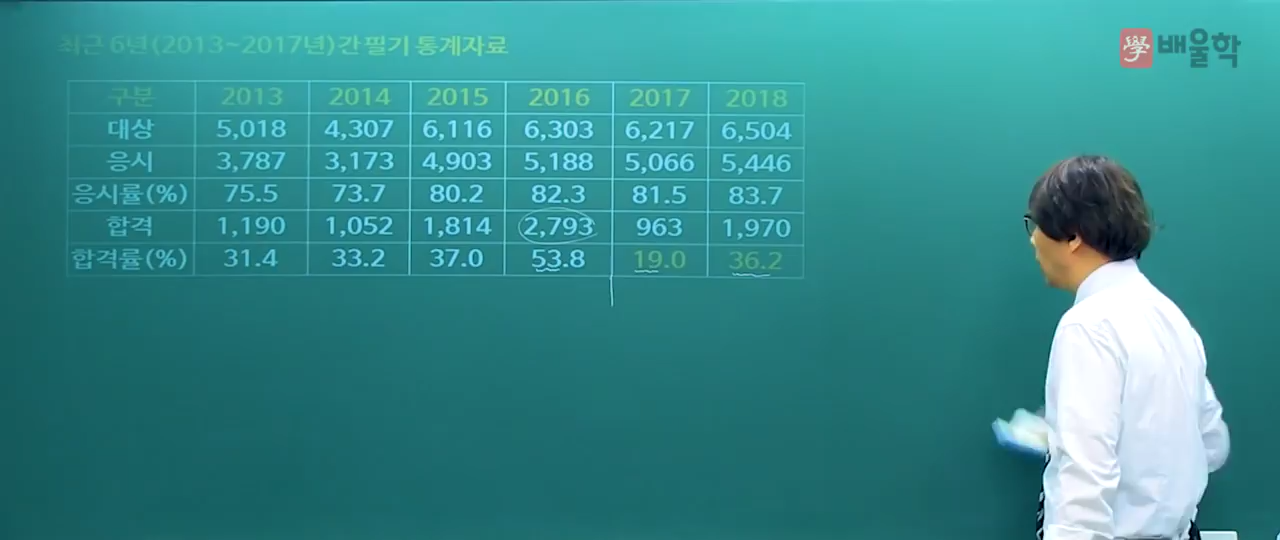 최근 6년(2013~2017년)간 필기 통계자료
學 배울학
구분 2013 2014 2015 2016 2017 2018
대상 5,018 4,307 6,116 6,303 6,217 6,504
응시 3,787 3,173 4,903 5,188 5,066 5,446
응시률(%) 75.5 73.7 80.2 82.3 81.5 83.7
합격 1,190 1,052 1,814 2,793 963 1,970
합격률(%) 31.4 33.2 37.0 53.8 19.0 36.2